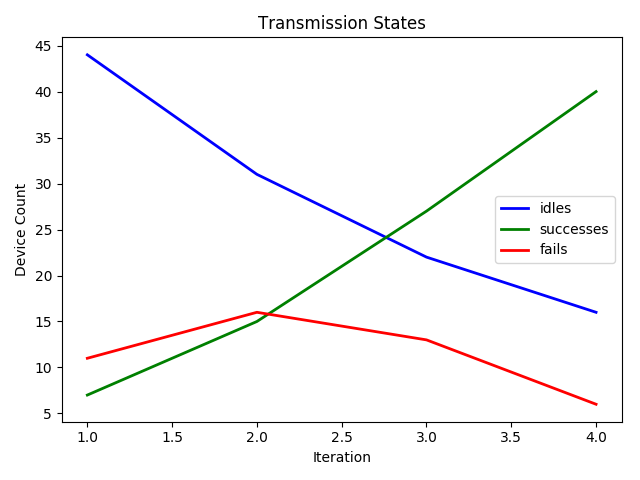 Transmission States
45
40
35
30
25
20
15
10
5
Device Count
idles
successes
fails
1.0 1.5 2.0 2.5 3.0 3.5 4.0
Iteration